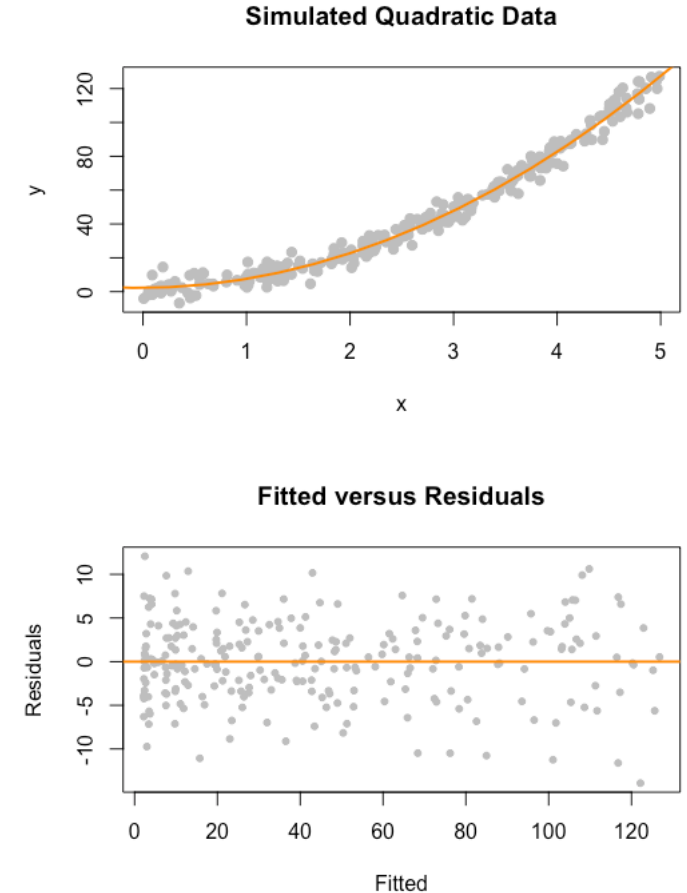 Simulated Quadratic Data
120
80
40
0
y
0 1 2 3 4 5
x
Fitted versus Residuals
10
5
0
-5
-10
Residuals
0 20 40 60 80 100 120
Fitted